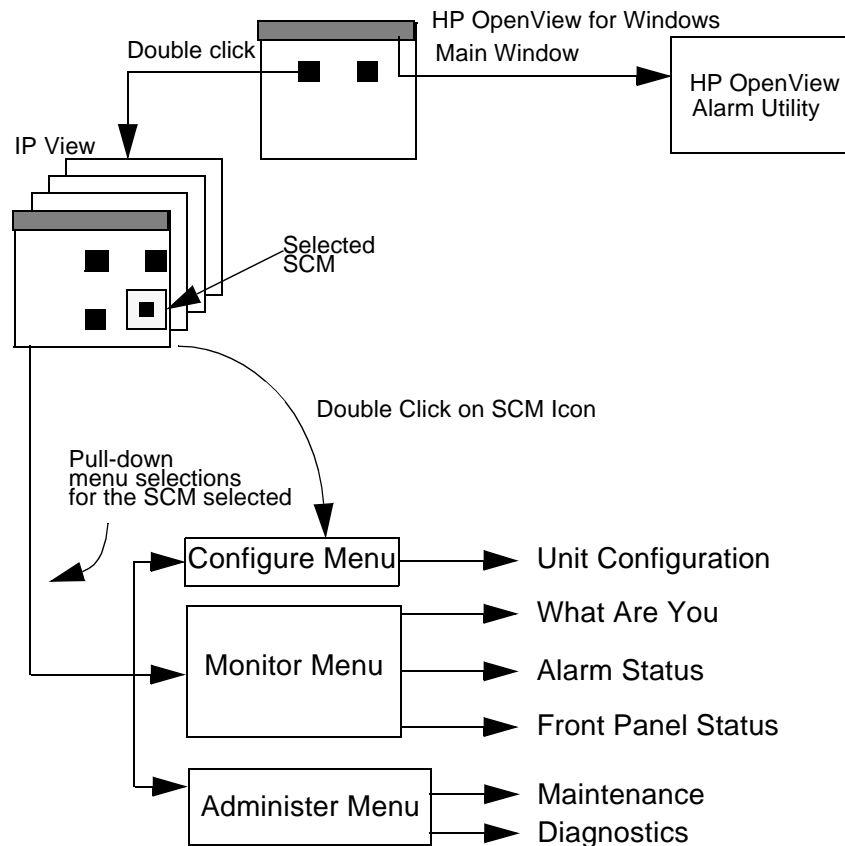 HP OpenView for Windows
Main Window
Double click
HP OpenView
Alarm Utility
IP View
Selected
SCM
Double Click on SCM Icon
Pull-down
menu selections
for the SCM selected
Configure Menu
Unit Configuration
What Are You
Monitor Menu
Alarm Status
Front Panel Status
Administer Menu
Maintenance
Diagnostics